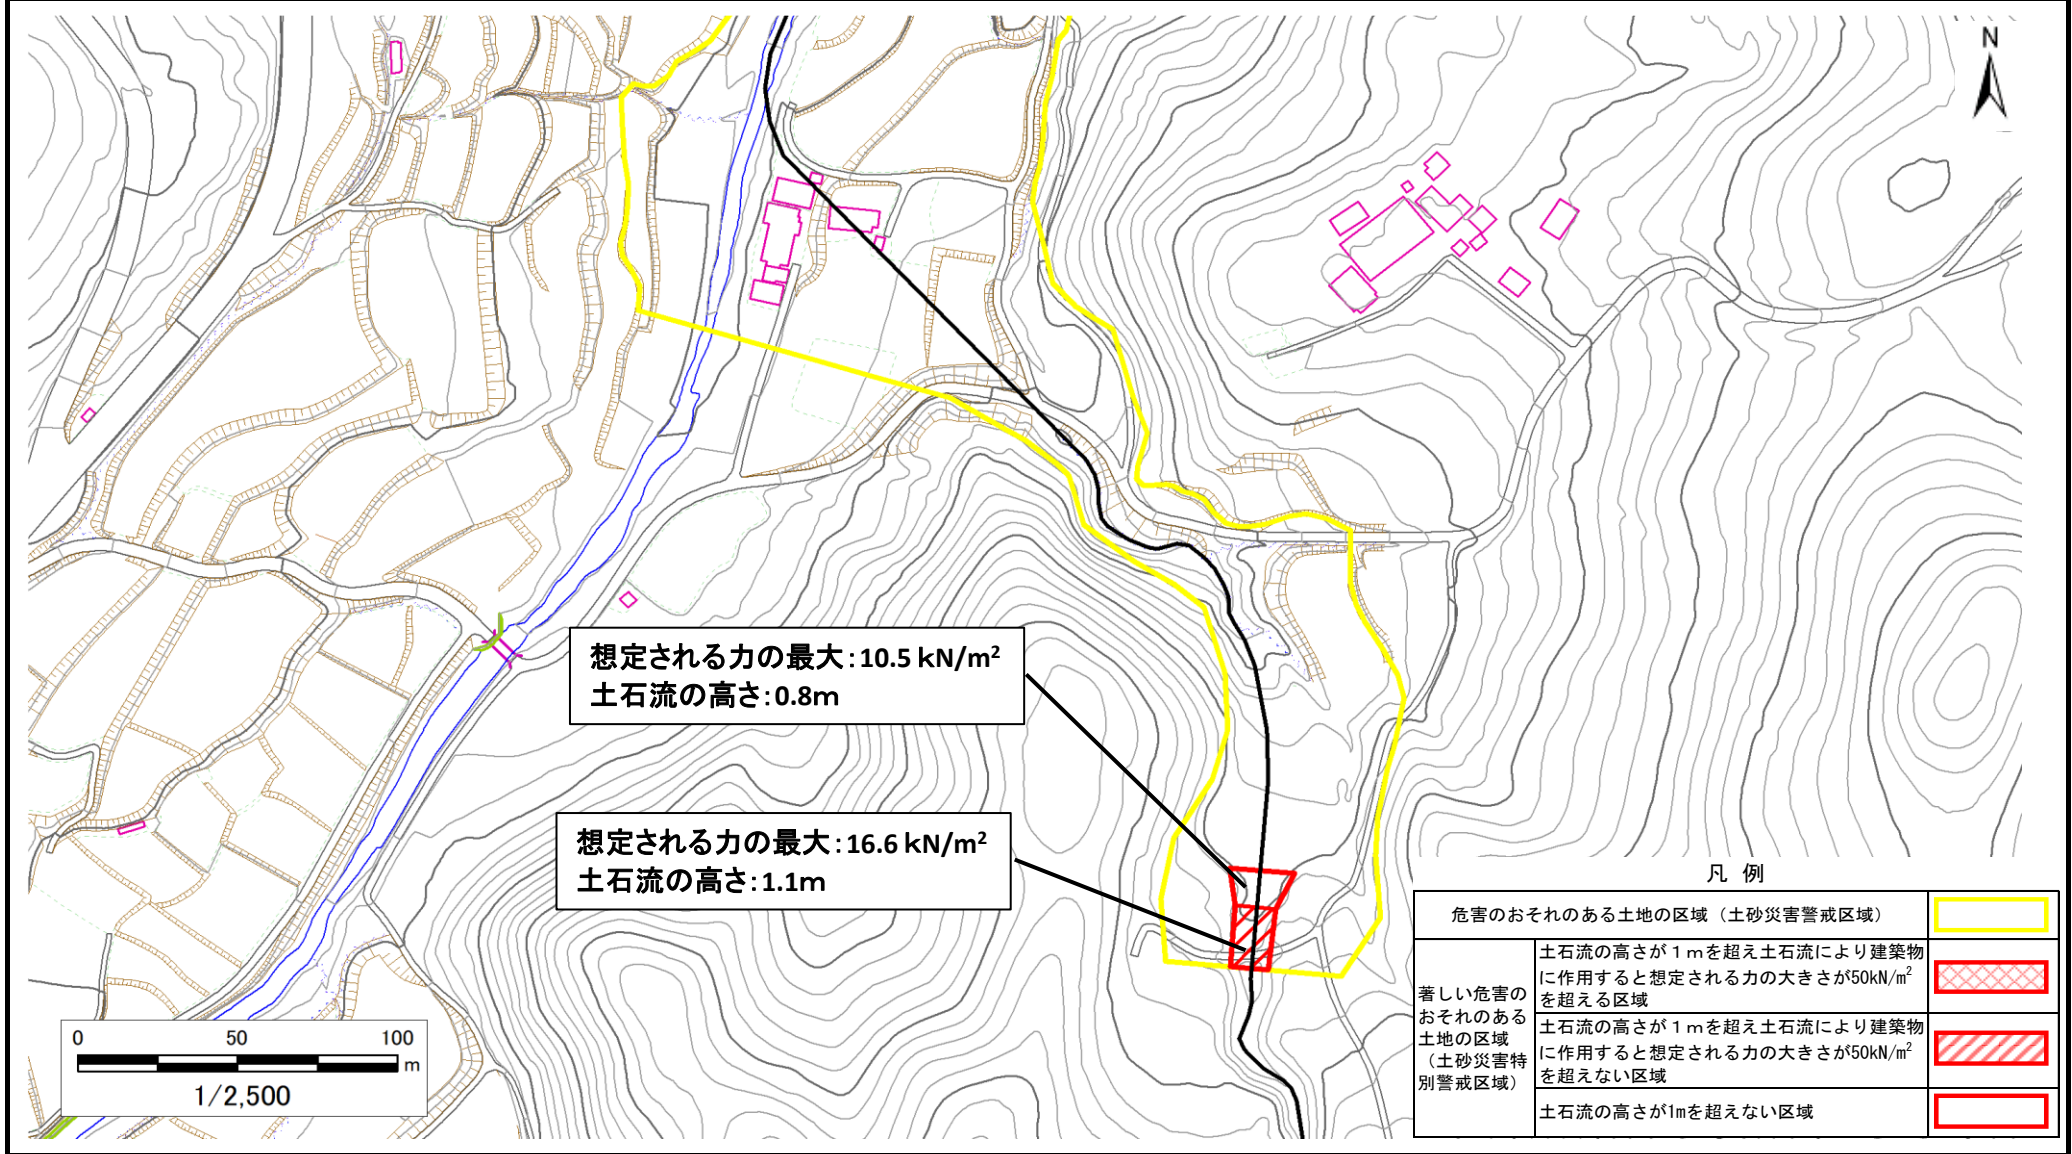 N
想定される力の最大:10.5 kN/m²
土石流の高さ:0.8m
想定される力の最大:16.6 kN/m²
土石流の高さ:1.1m
0 50 100
m
1/2,500
凡 例
危害のおそれのある土地の区域（土砂災害警戒区域）
著しい危害の
おそれのある
土地の区域
（土砂災害特
別警戒区域）
土石流の高さが１ｍを超え土石流により建築物
に作用すると想定される力の大きさが50kN/㎡
を超える区域
土石流の高さが１ｍを超え土石流により建築物
に作用すると想定される力の大きさが50kN/㎡
を超えない区域
土石流の高さが1mを超えない区域